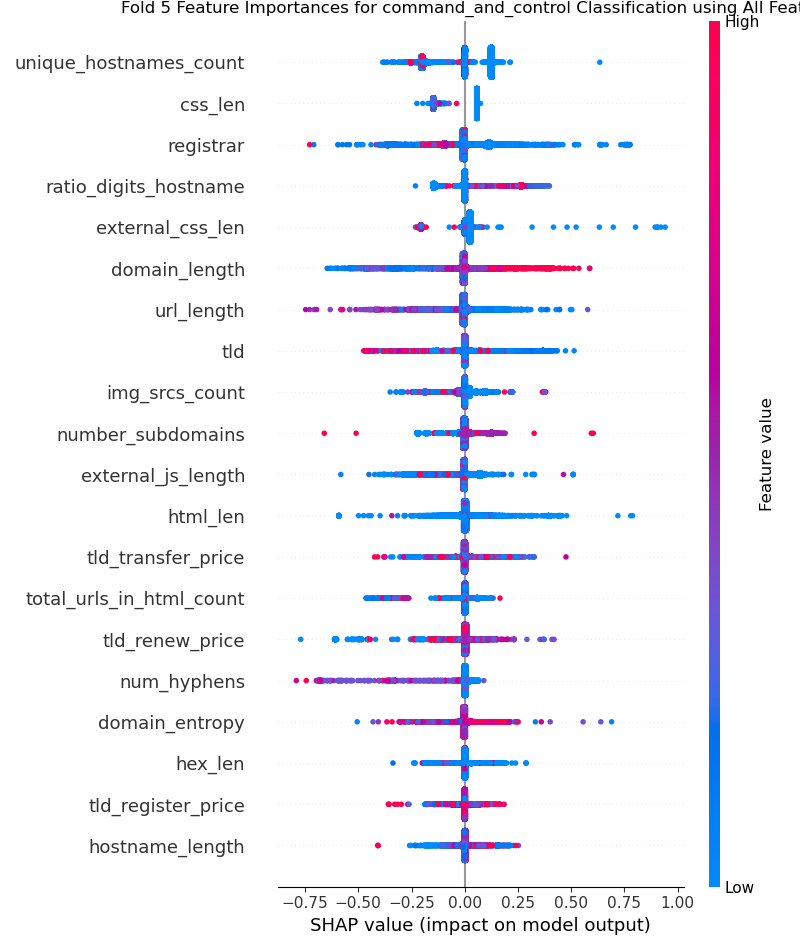 Fold 5 Feature Importances for command_and_control Classification using All Feat
High
unique_hostnames_count
css_len
registrar
ratio_digits_hostname
external_css_len
domain_length
url_length
tld
img_srcs_count
number_subdomains
external_js_length
html_len
tld_transfer_price
total_urls_in_html_count
tld_renew_price
num_hyphens
domain_entropy
hex_len
tld_register_price
hostname_length
Feature value
Low
−0.75 −0.50 −0.25 0.00 0.25 0.50 0.75 1.00
SHAP value (impact on model output)